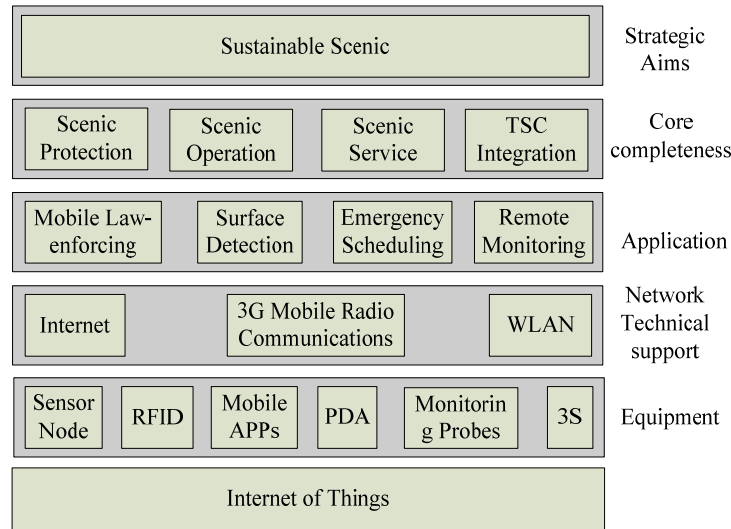 Sustainable Scenic
Strategic
Aims
Scenic
Protection
Scenic
Operation
Scenic
Service
TSC
Integration
Core
completeness
Mobile Law-
enforcing
Surface
Detection
Emergency
Scheduling
Remote
Monitoring
Application
Internet
3G Mobile Radio
Communications
WLAN
Network
Technical
support
Sensor
Node
RFID
Mobile
APPs
PDA
Monitorin
g Probes
3S
Equipment
Internet of Things